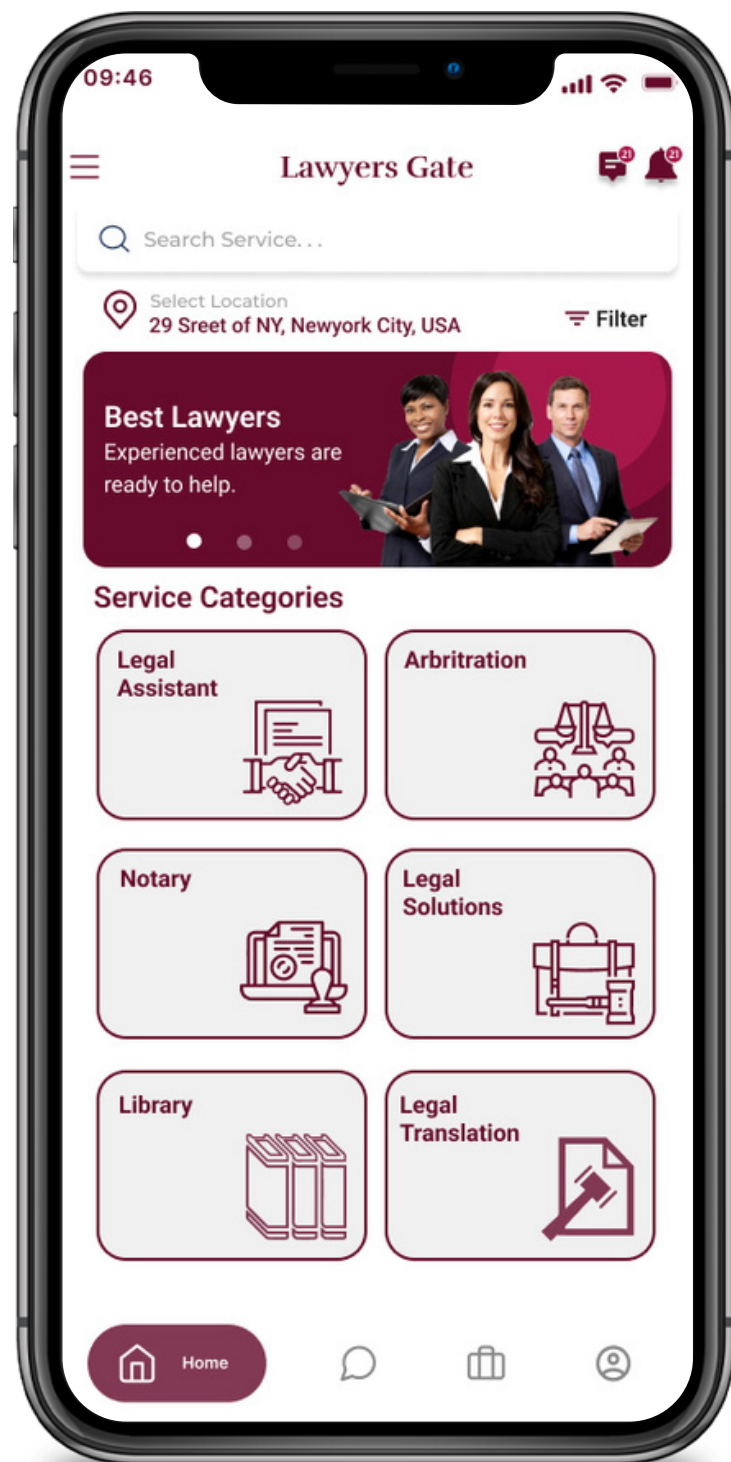 09:46
Lawyers Gate
21
21
Search Service...
Select Location
29 Sreet of NY, Newyork City, USA
Filter
Best Lawyers
Experienced lawyers are
ready to help.
Service Categories
Legal
Assistant
Arbritration
Notary
Legal
Solutions
Library
Legal
Translation
Home